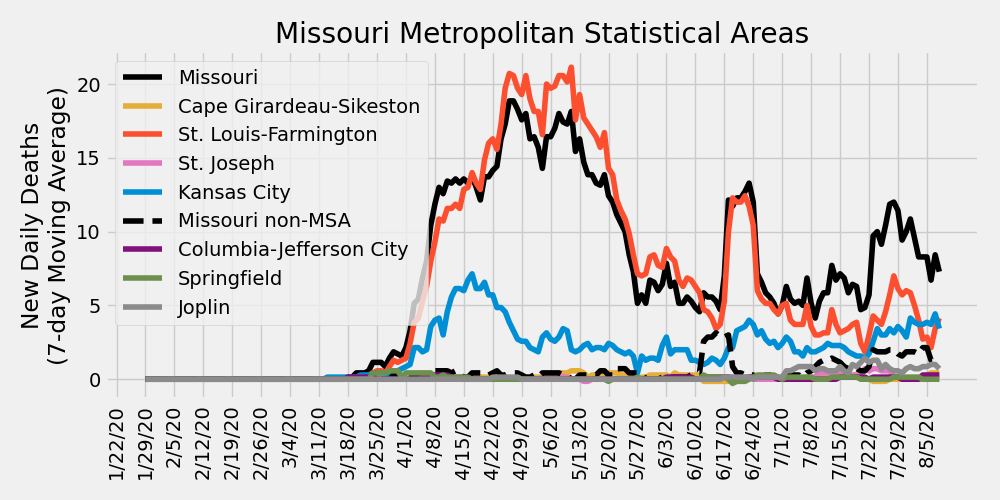 Missouri Metropolitan Statistical Areas
New Daily Deaths
(7-day Moving Average)
20
15
10
5
0
Missouri
Cape Girardeau-Sikeston
St. Louis-Farmington
St. Joseph
Kansas City
Missouri non-MSA
Columbia-Jefferson City
Springfield
Joplin
1/22/20
1/29/20
2/5/20
2/12/20
2/19/20
2/26/20
3/4/20
3/11/20
3/18/20
3/25/20
4/1/20
4/8/20
4/15/20
4/22/20
4/29/20
5/6/20
5/13/20
5/20/20
5/27/20
6/3/20
6/10/20
6/17/20
6/24/20
7/1/20
7/8/20
7/15/20
7/22/20
7/29/20
8/5/20